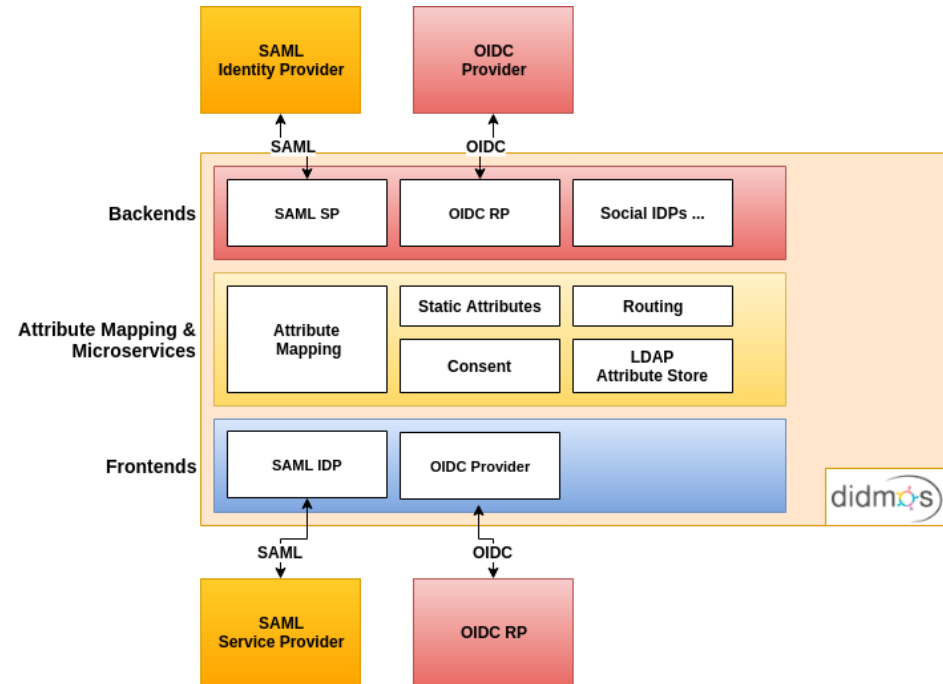 SAML
Identity Provider
OIDC
Provider
SAML
OIDC
Backends
SAML SP
OIDC RP
Social IDPs ...
Attribute Mapping &
Microservices
Attribute
Mapping
Static Attributes
Routing
Consent
LDAP
Attribute Store
Frontends
SAML IDP
OIDC Provider
didmos
SAML
OIDC
SAML
Service Provider
OIDC RP